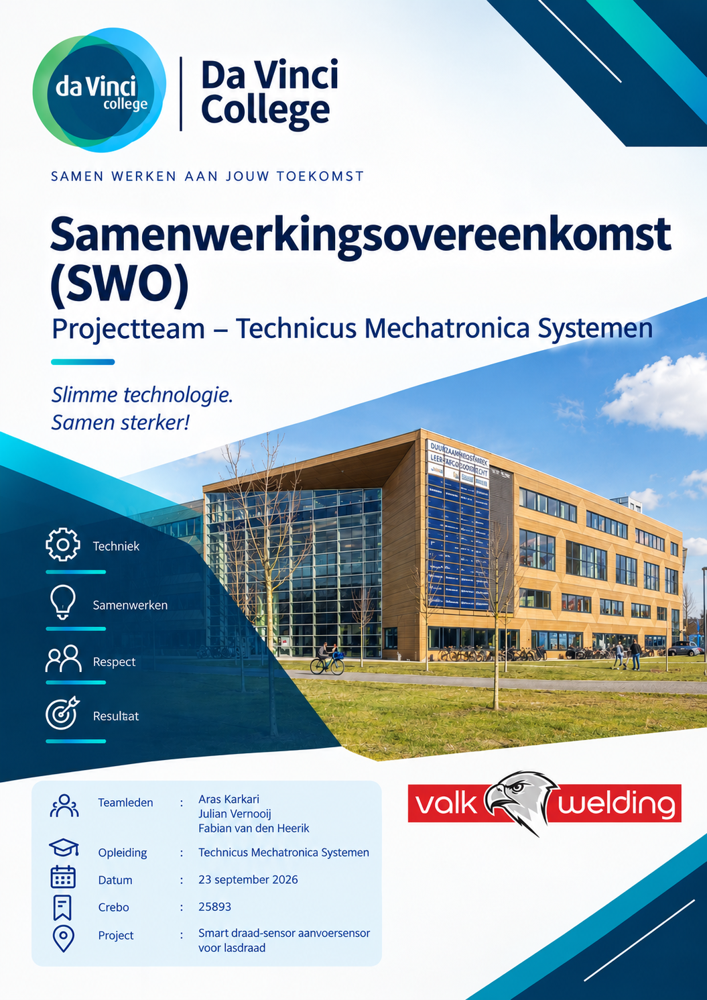 da Vinci
college
Da Vinci
College
SAMEN WERKEN AAN JOUW TOEKOMST
Samenwerkingsovereenkomst
(SWO)
Projectteam – Technicus Mechatronica Systemen
Slimme technologie.
Samen sterker!
Techniek
Samenwerken
Respect
Resultaat
Teamleden : Aras Karkari
Julian Vernooij
Fabian van den Heerik
Opleiding : Technicus Mechatronica Systemen
Datum : 23 september 2026
Crebo : 25893
Project : Smart draad-sensor aanvoersensor
voor lasdraad
valk welding